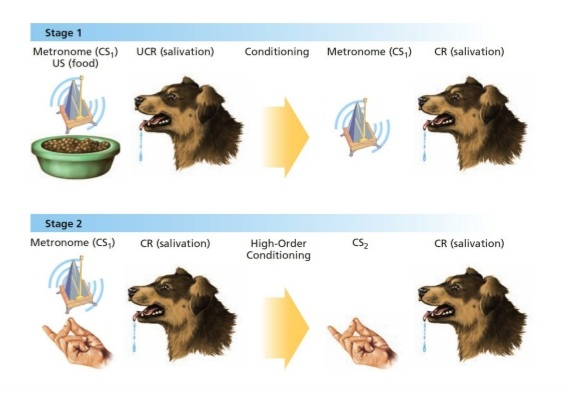 Stage 1
Metronome (CS₁)
US (food)
UCR (salivation)
Conditioning
Metronome (CS₁)
CR (salivation)
Stage 2
Metronome (CS₁)
CR (salivation)
High-Order
Conditioning
CS₂
CR (salivation)